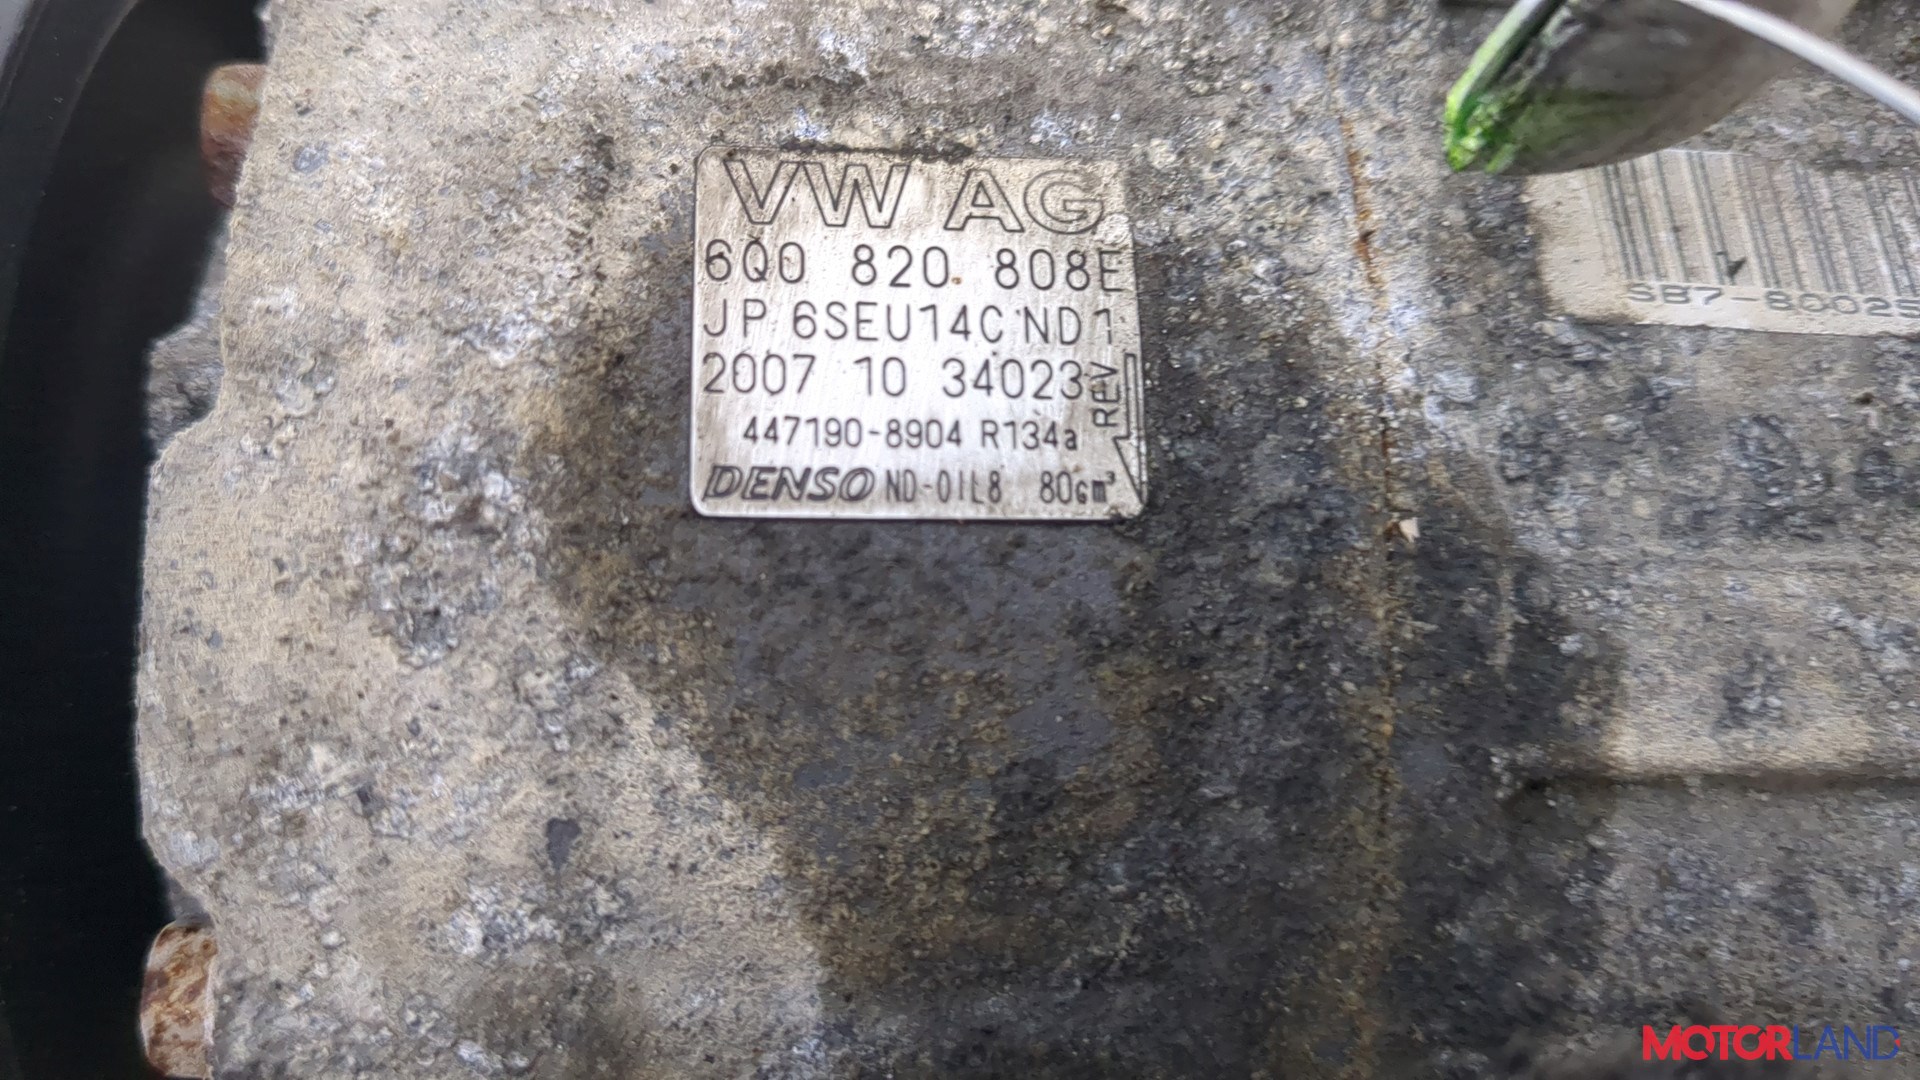 VW AG
6Q0 820 808E
JP 6SEU14C ND1
2007 10 34023
REV
447190-8904 R134a
DENSO ND-OIL8 80cm³
SB7-8002
MOTORLAND